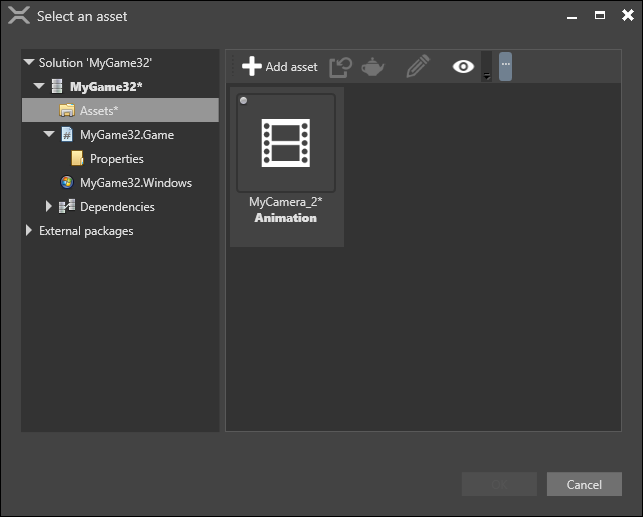 Select an asset
Solution 'MyGame32'
MyGame32*
Assets*
MyGame32.Game
Properties
MyGame32.Windows
Dependencies
External packages
Add asset
MyCamera_2*
Animation
Cancel